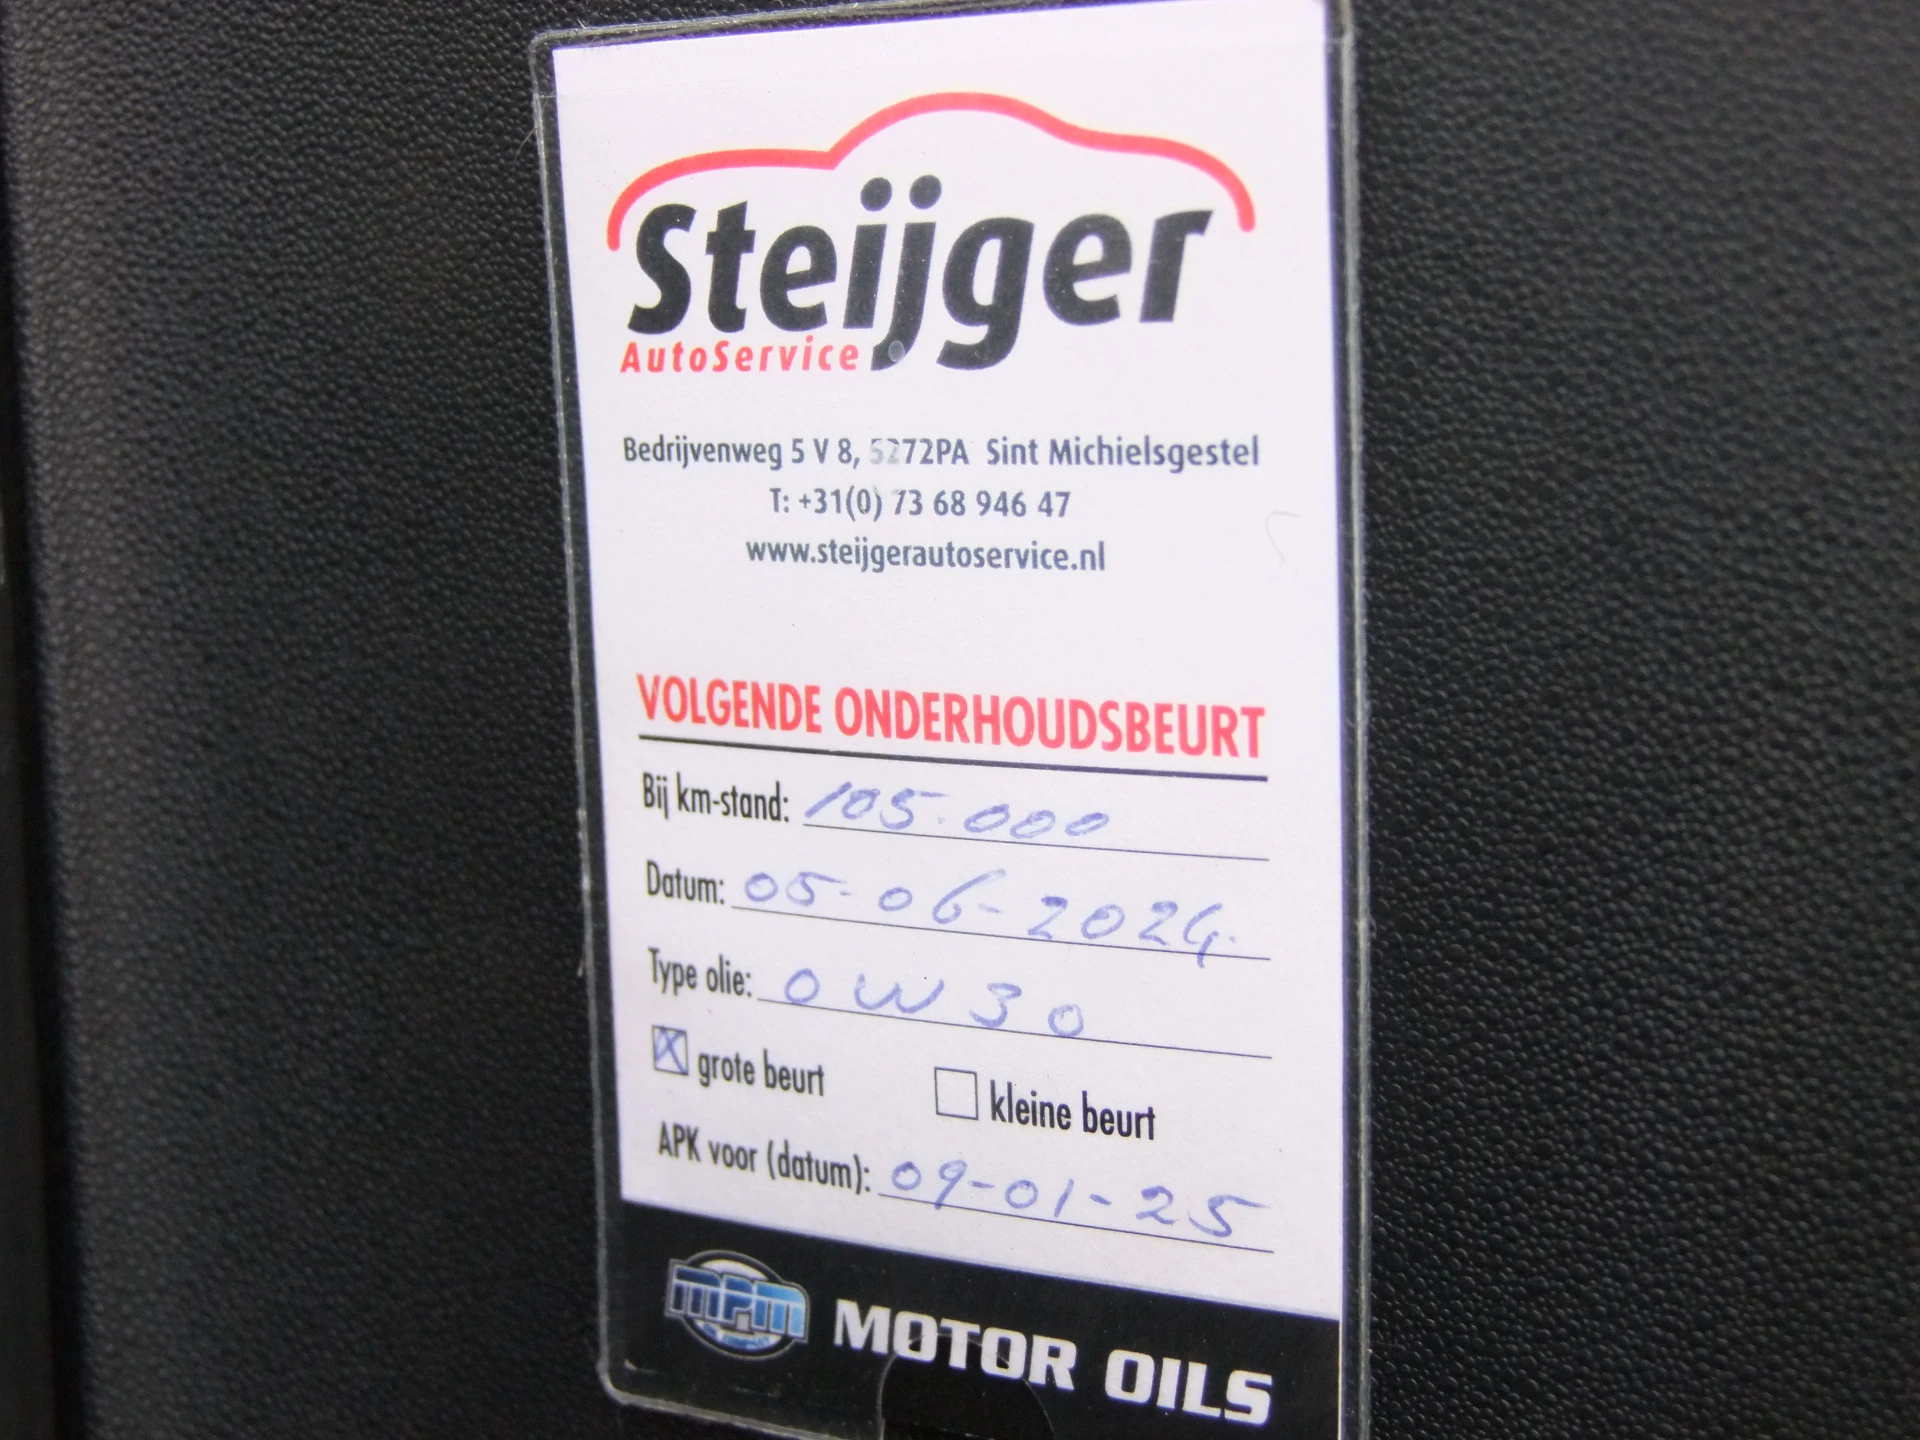 Steijger
AutoService
Bedrijvenweg 5 V 8, 5272PA Sint Michielsgestel
T: +31(0) 73 68 946 47
www.steijgerautoservice.nl
VOLGENDE ONDERHOUDSBEURT
Bij km-stand: 105.000
Datum: 05-06-2024.
Type olie: 0W30
grote beurt kleine beurt
APK voor (datum): 09-01-25
MPM
MOTOR OILS